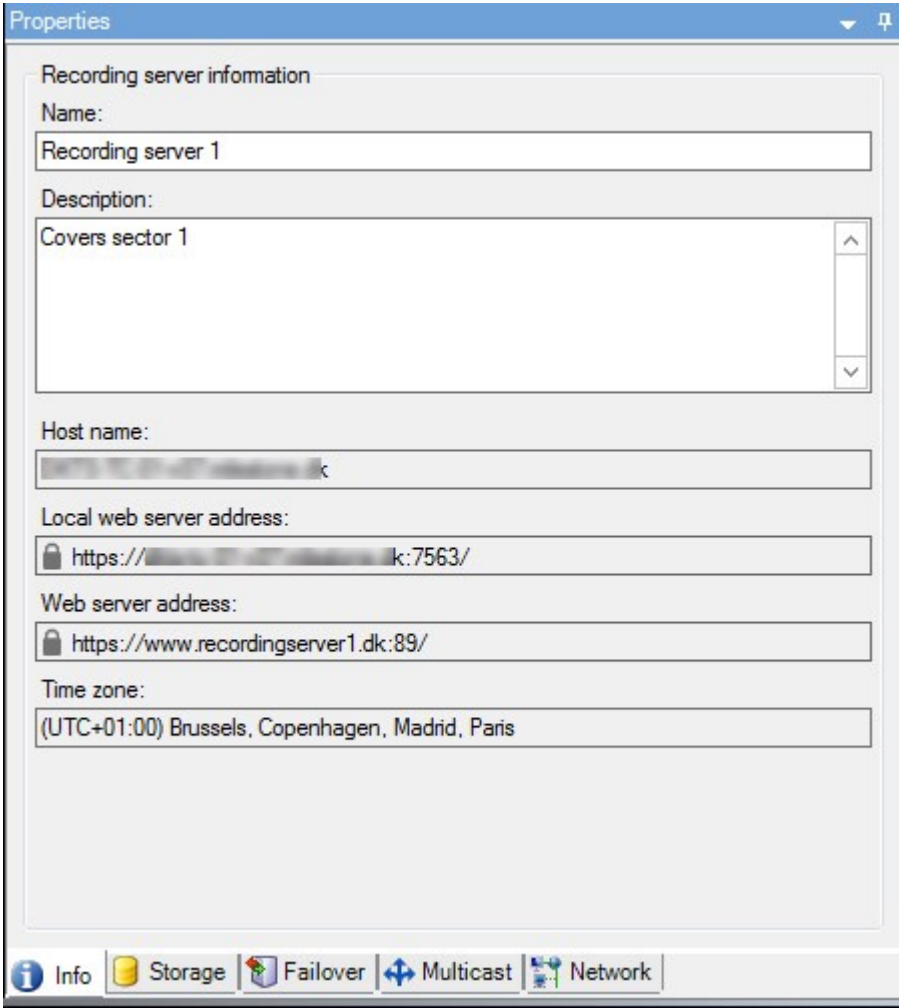 Properties
Recording server information
Name:
Recording server 1
Description:
Covers sector 1
Host name:
k
Local web server address:
https:// k:7563/
Web server address:
https://www.recordingserver1.dk:89/
Time zone:
(UTC+01:00) Brussels, Copenhagen, Madrid, Paris
Info Storage Failover Multicast Network